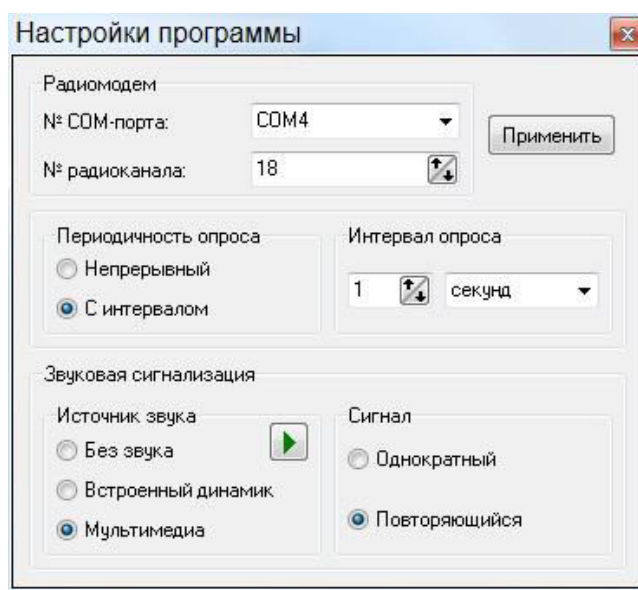 Настройки программы
Радиомодем
№ COM-порта:
COM4
Применить
№ радиоканала:
18
Периодичность опроса
Интервал опроса
Непрерывный
С интервалом
1
секунд
Звуковая сигнализация
Источник звука
Сигнал
Без звука
Однократный
Встроенный динамик
Мультимедиа
Повторяющийся